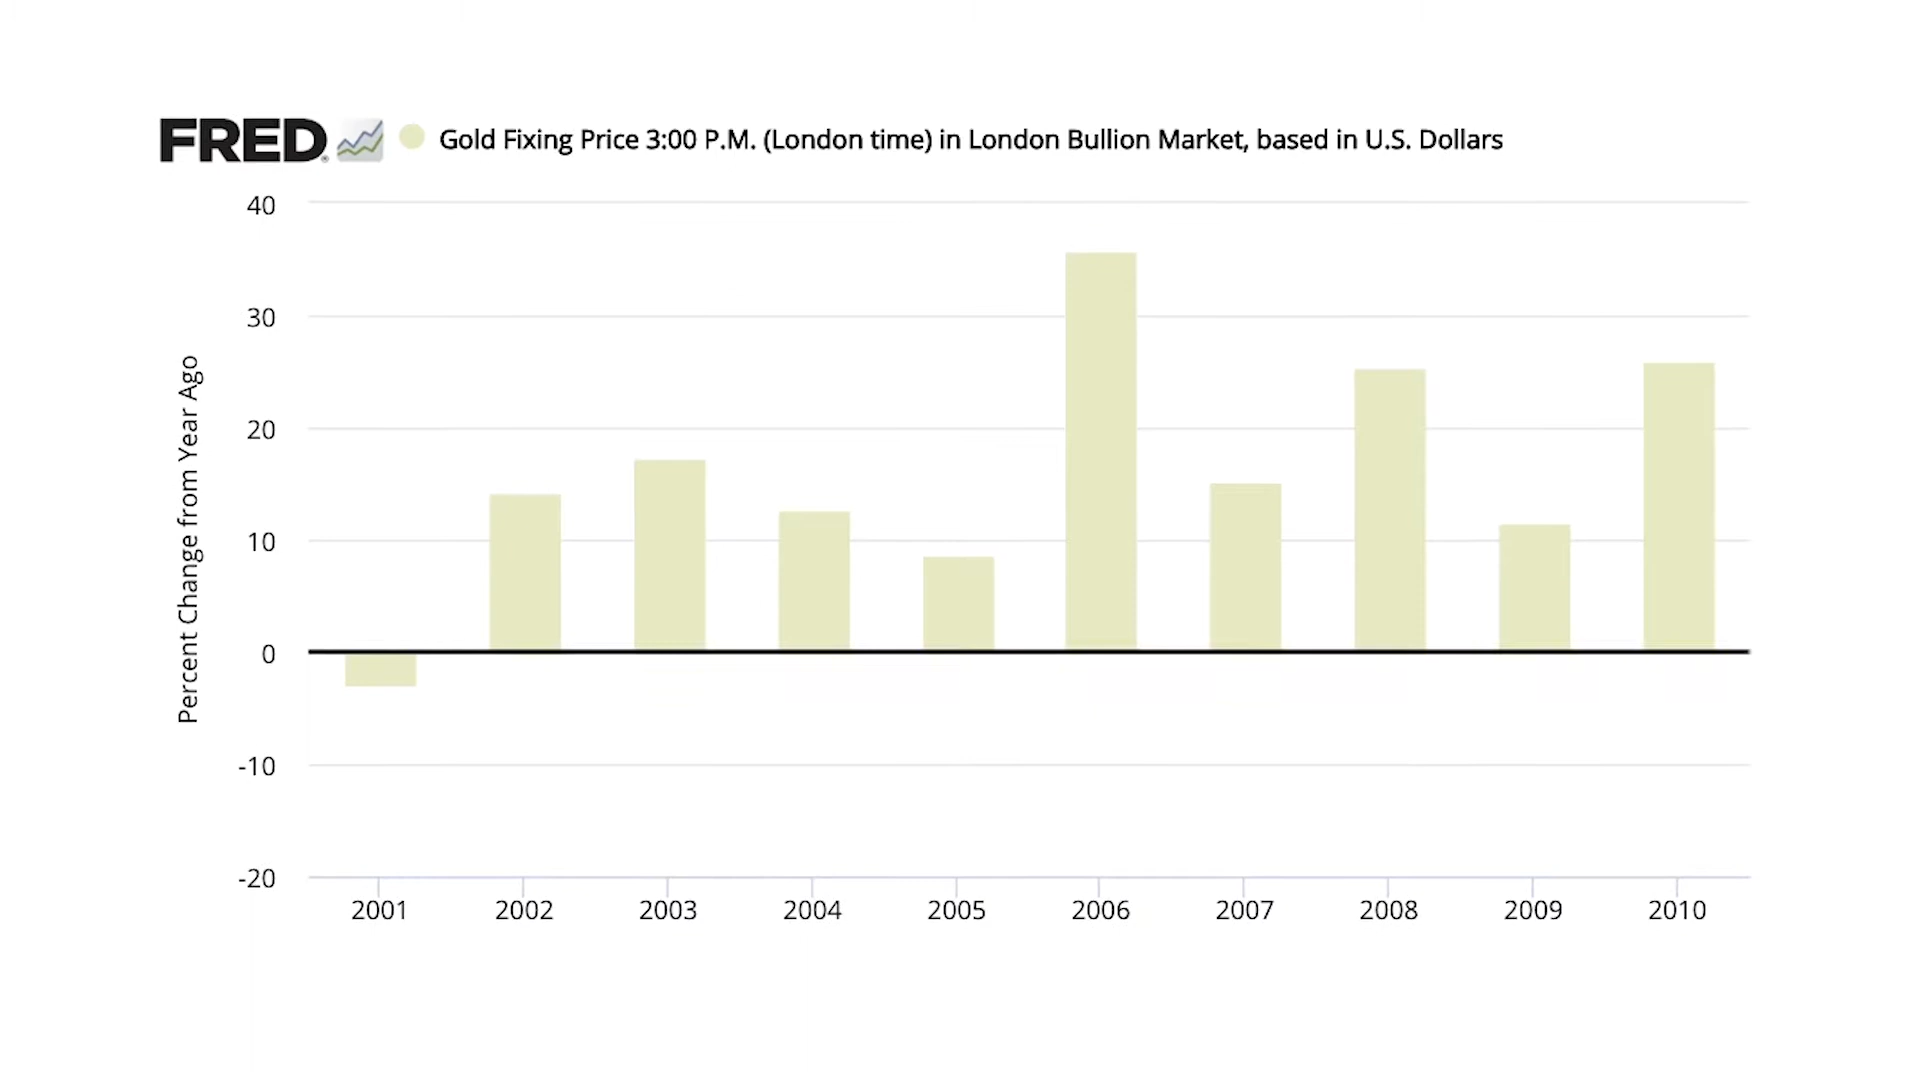 FRED Gold Fixing Price 3:00 P.M. (London time) in London Bullion Market, based in U.S. Dollars
Percent Change from Year Ago
40
30
20
10
0
-10
-20
2001 2002 2003 2004 2005 2006 2007 2008 2009 2010